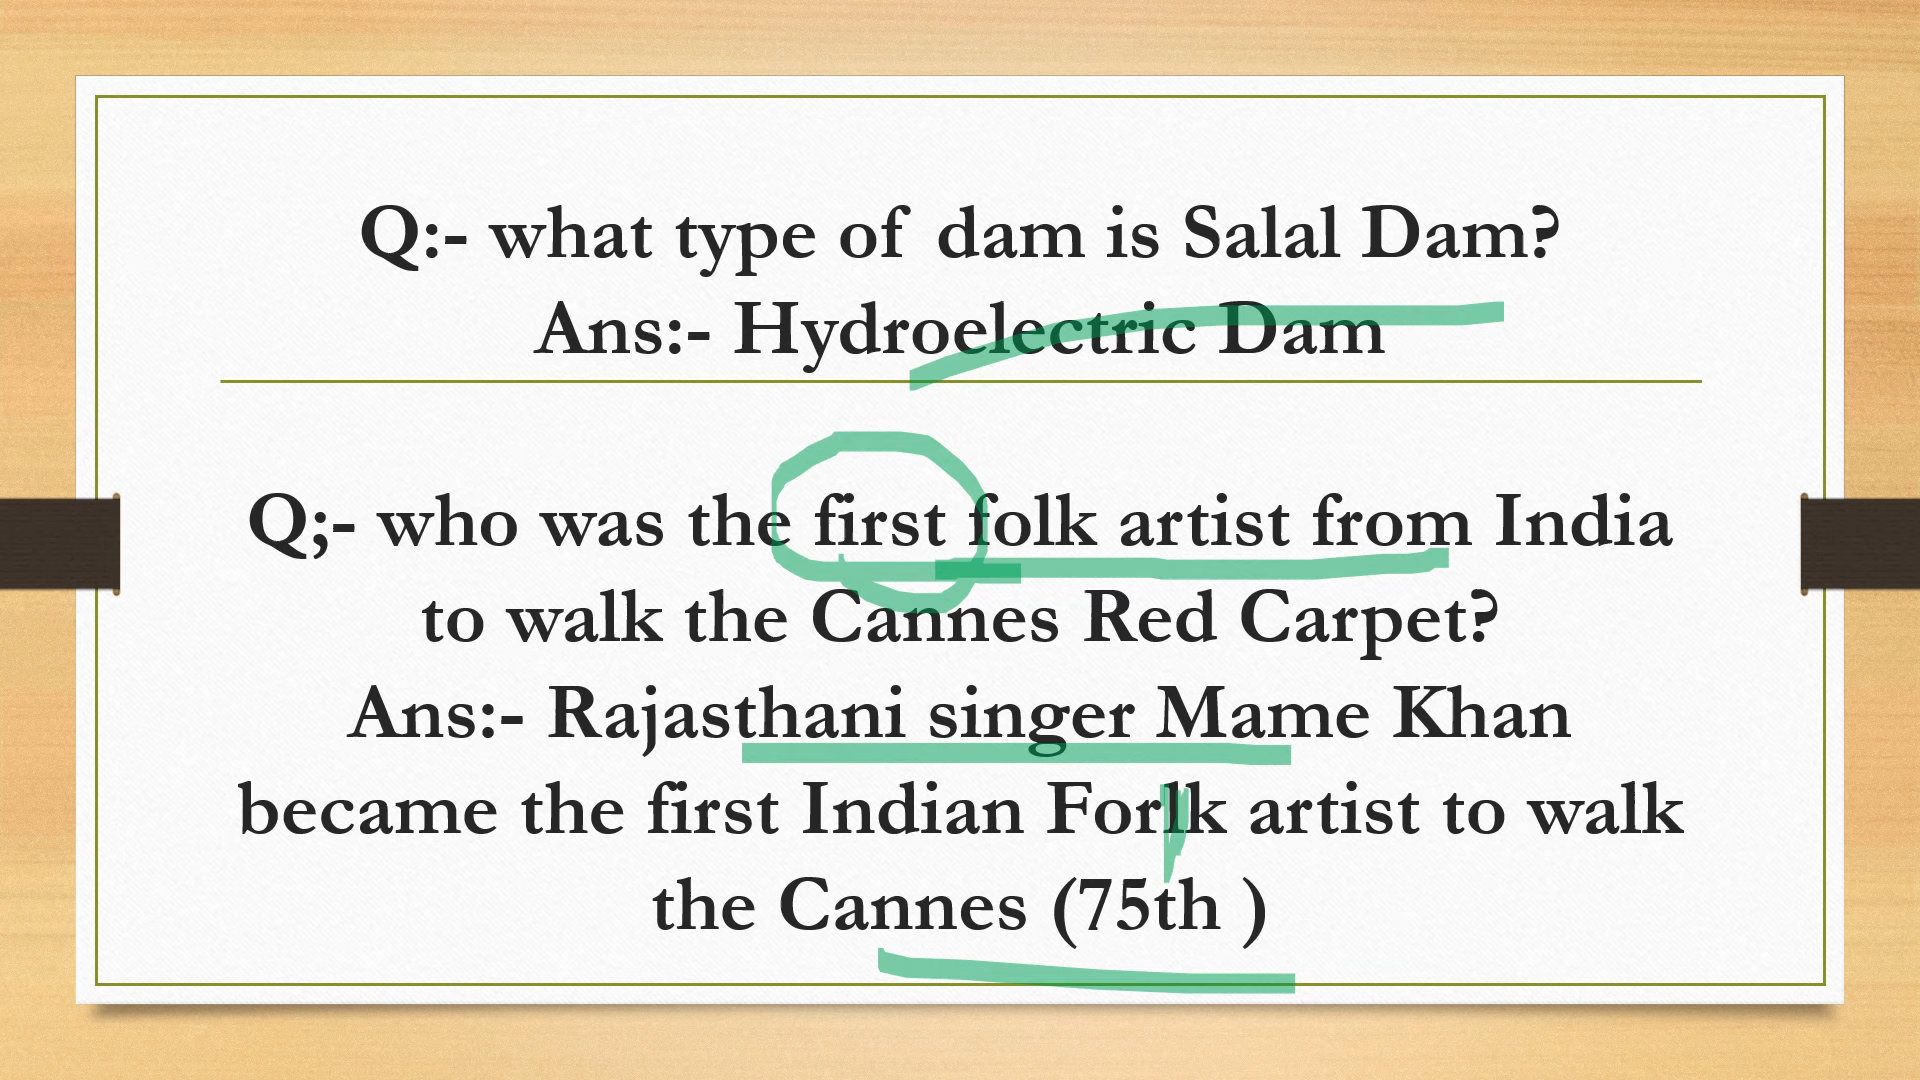 Q:- what type of dam is Salal Dam?
Ans:- Hydroelectric Dam
Q;- who was the first folk artist from India
to walk the Cannes Red Carpet?
Ans:- Rajasthani singer Mame Khan
became the first Indian Forlk artist to walk
the Cannes (75th )